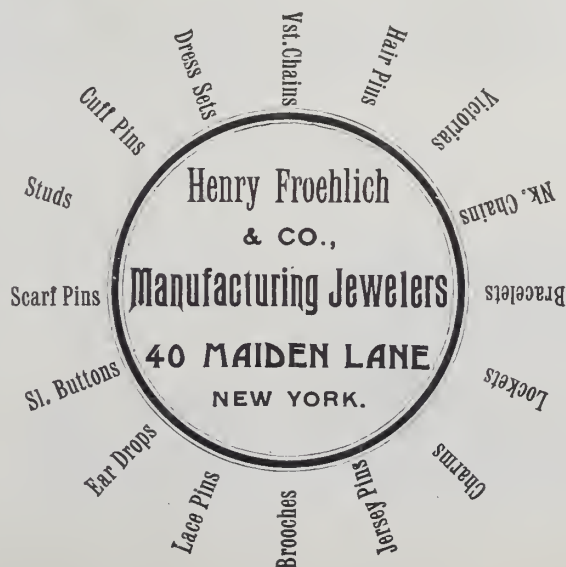 Henry Froehlich
& CO.,
Manufacturing Jewelers
40 MAIDEN LANE
NEW YORK.
Vst. Chains
Hair Pins
Victorias
Nk. Chains
Bracelets
Lockets
Charms
Jersey Pins
Brooches
Lace Pins
Ear Drops
Sl. Buttons
Scarf Pins
Studs
Cuff Pins
Dress Sets